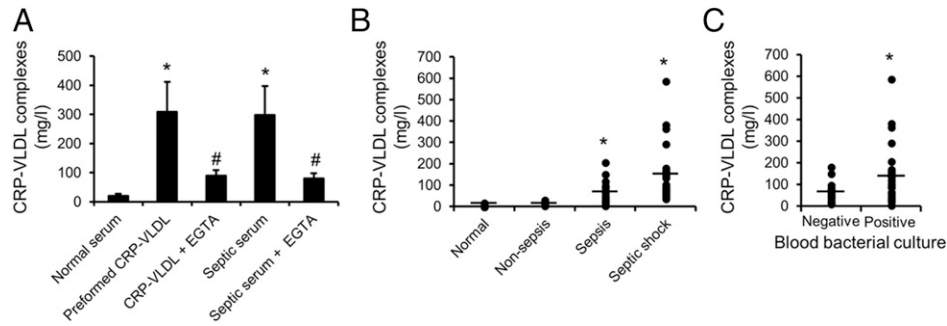 A
CRP-VLDL complexes
(mg/l)
500
400
300
200
100
0
*
#
*
#
Normal serum
Preformed CRP-VLDL
CRP-VLDL + EGTA
Septic serum
Septic serum + EGTA
B
CRP-VLDL complexes
(mg/l)
700
600
500
400
300
200
100
0
*
*
Normal
Non-sepsis
Sepsis
Septic shock
C
CRP-VLDL complexes
(mg/l)
700
600
500
400
300
200
100
0
*
Negative Positive
Blood bacterial culture